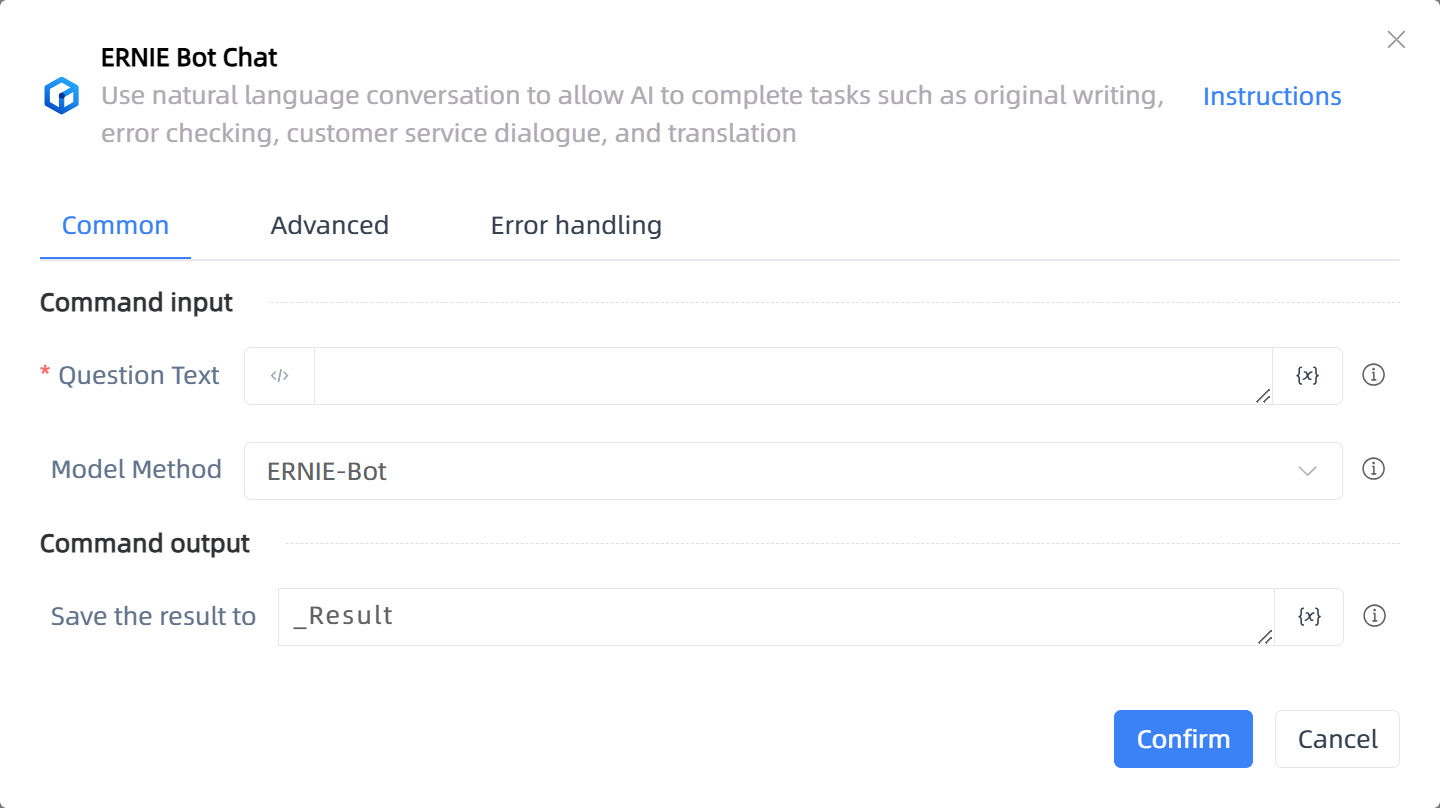 ERNIE Bot Chat
Use natural language conversation to allow AI to complete tasks such as original writing,
error checking, customer service dialogue, and translation
Instructions
Common Advanced Error handling
Command input
* Question Text </> {x}
Model Method ERNIE-Bot
Command output
Save the result to _Result {x}
Confirm Cancel